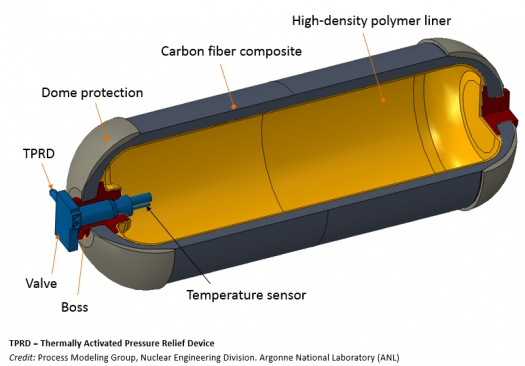 High-density polymer liner
Carbon fiber composite
Dome protection
TPRD
Valve
Boss
Temperature sensor
TPRD = Thermally Activated Pressure Relief Device
Credit: Process Modeling Group, Nuclear Engineering Division. Argonne National Laboratory (ANL)